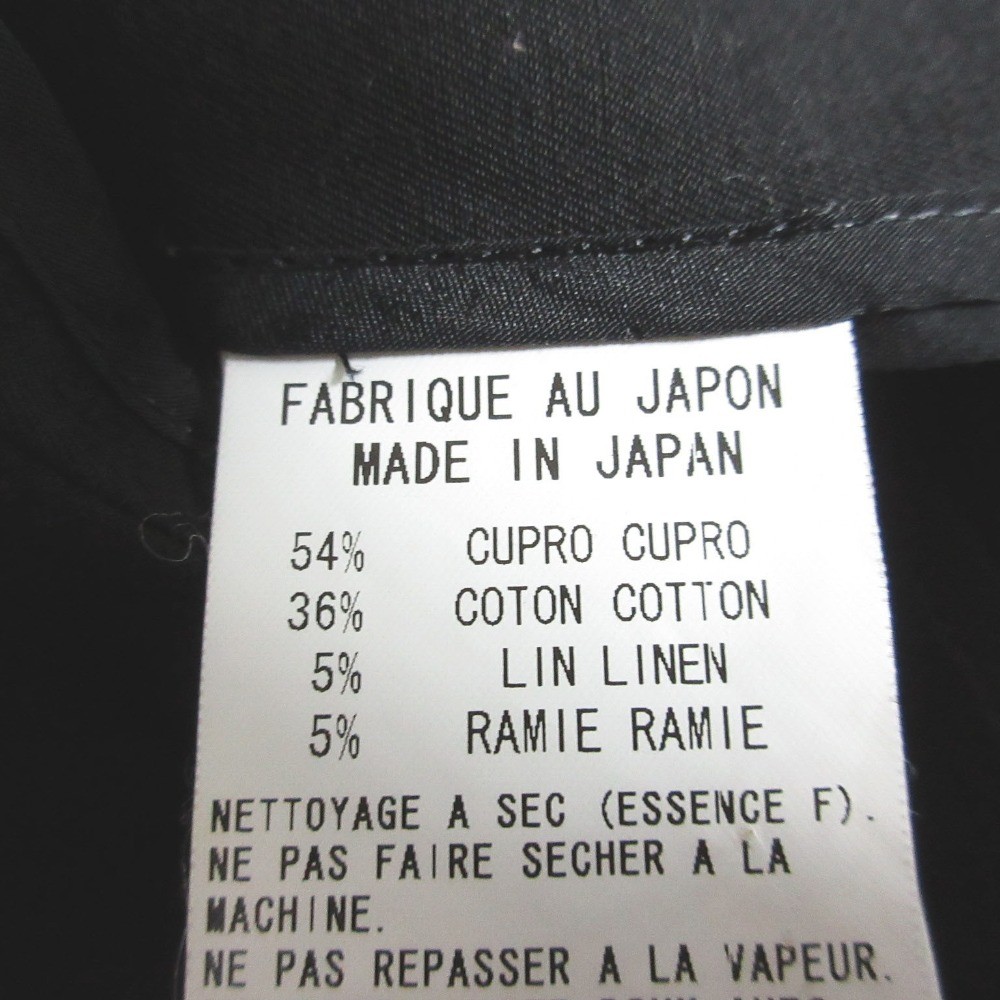 FABRIQUE AU JAPON
MADE IN JAPAN
54% CUPRO CUPRO
36% COTON COTTON
5% LIN LINEN
5% RAMIE RAMIE
NETTOYAGE A SEC (ESSENCE F).
NE PAS FAIRE SECHER A LA
MACHINE.
NE PAS REPASSER A LA VAPEUR.